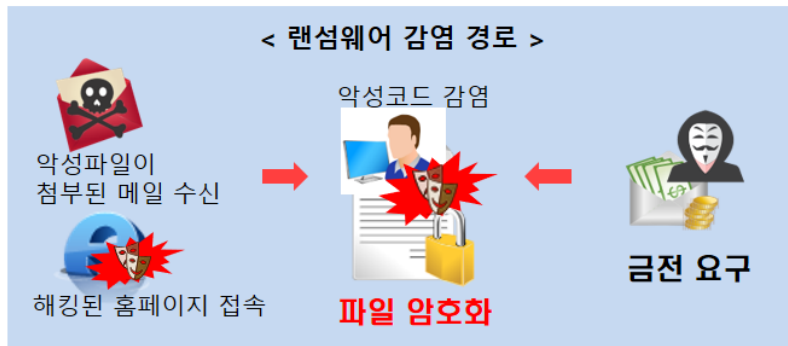 < 랜섬웨어 감염 경로 >
악성파일이
첨부된 메일 수신
해킹된 홈페이지 접속
악성코드 감염
파일 암호화
금전 요구